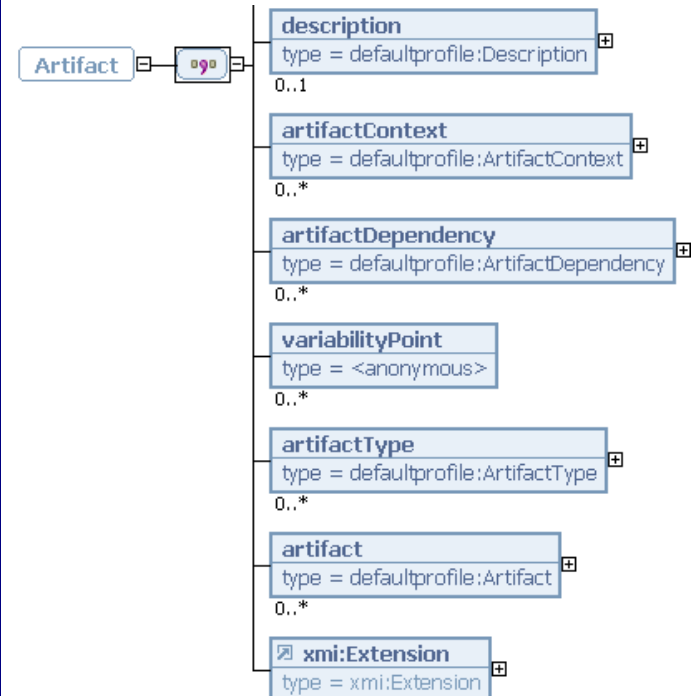 Artifact
description
type = defaultprofile:Description
0..1
artifactContext
type = defaultprofile:ArtifactContext
0..*
artifactDependency
type = defaultprofile:ArtifactDependency
0..*
variabilityPoint
type = <anonymous>
0..*
artifactType
type = defaultprofile:ArtifactType
0..*
artifact
type = defaultprofile:Artifact
0..*
xmi:Extension
type = xmi:Extension